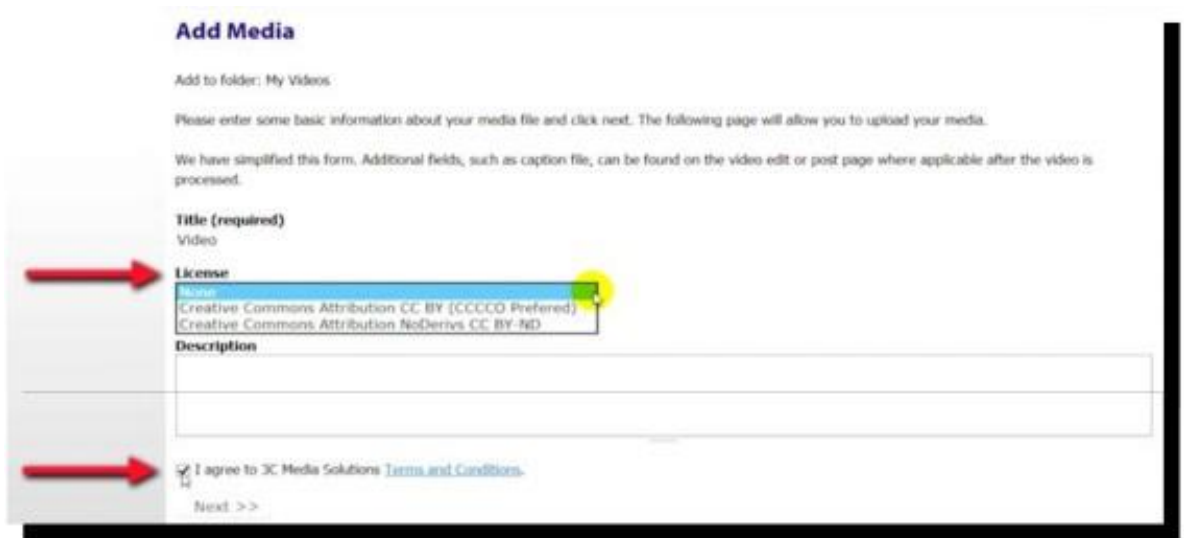 Add Media
Add to folder: My Videos
Please enter some basic information about your media file and click next. The following page will allow you to upload your media.
We have simplified this form. Additional fields, such as caption file, can be found on the video edit or post page where applicable after the video is
processed.
Title (required)
Video
License
None
Creative Commons Attribution CC BY (CCCCO Prefered)
Creative Commons Attribution NoDerivs CC BY-ND
Description
I agree to 3C Media Solutions Terms and Conditions.
Next >>